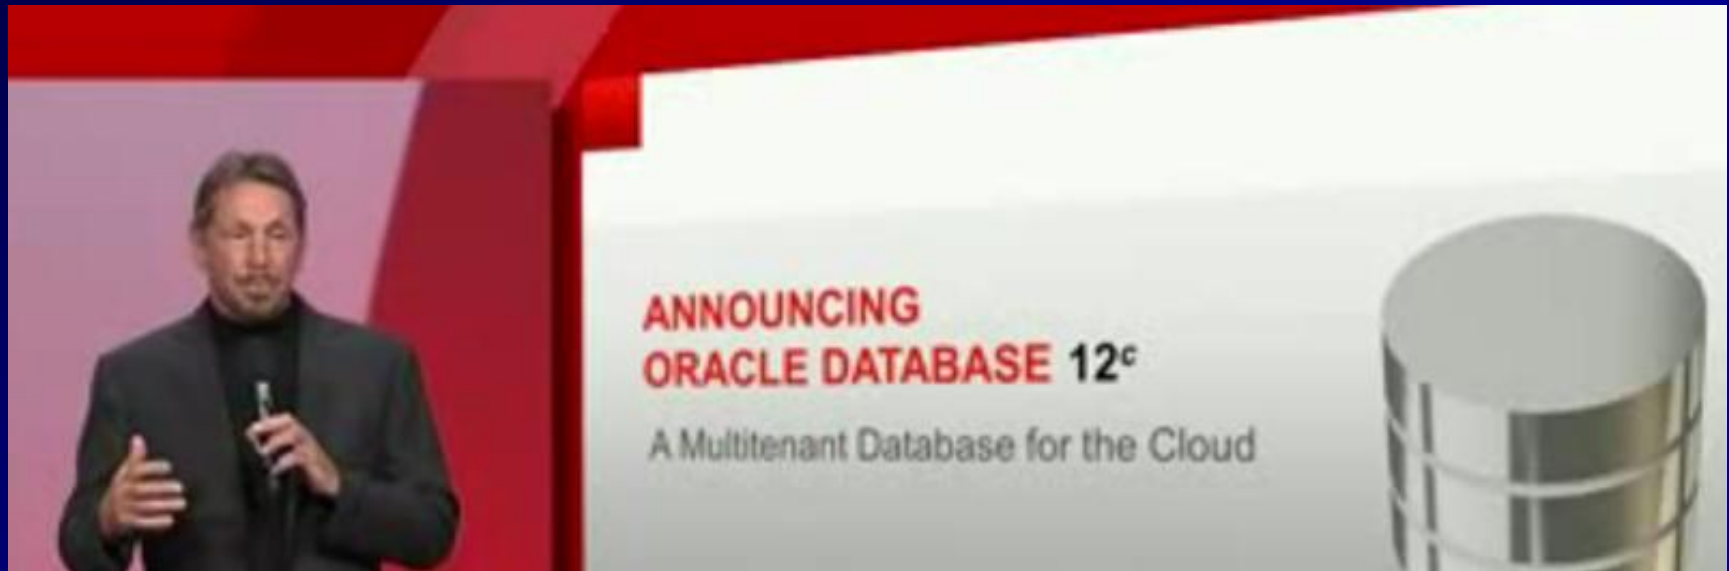 ANNOUNCING
ORACLE DATABASE 12c
A Multitenant Database for the Cloud